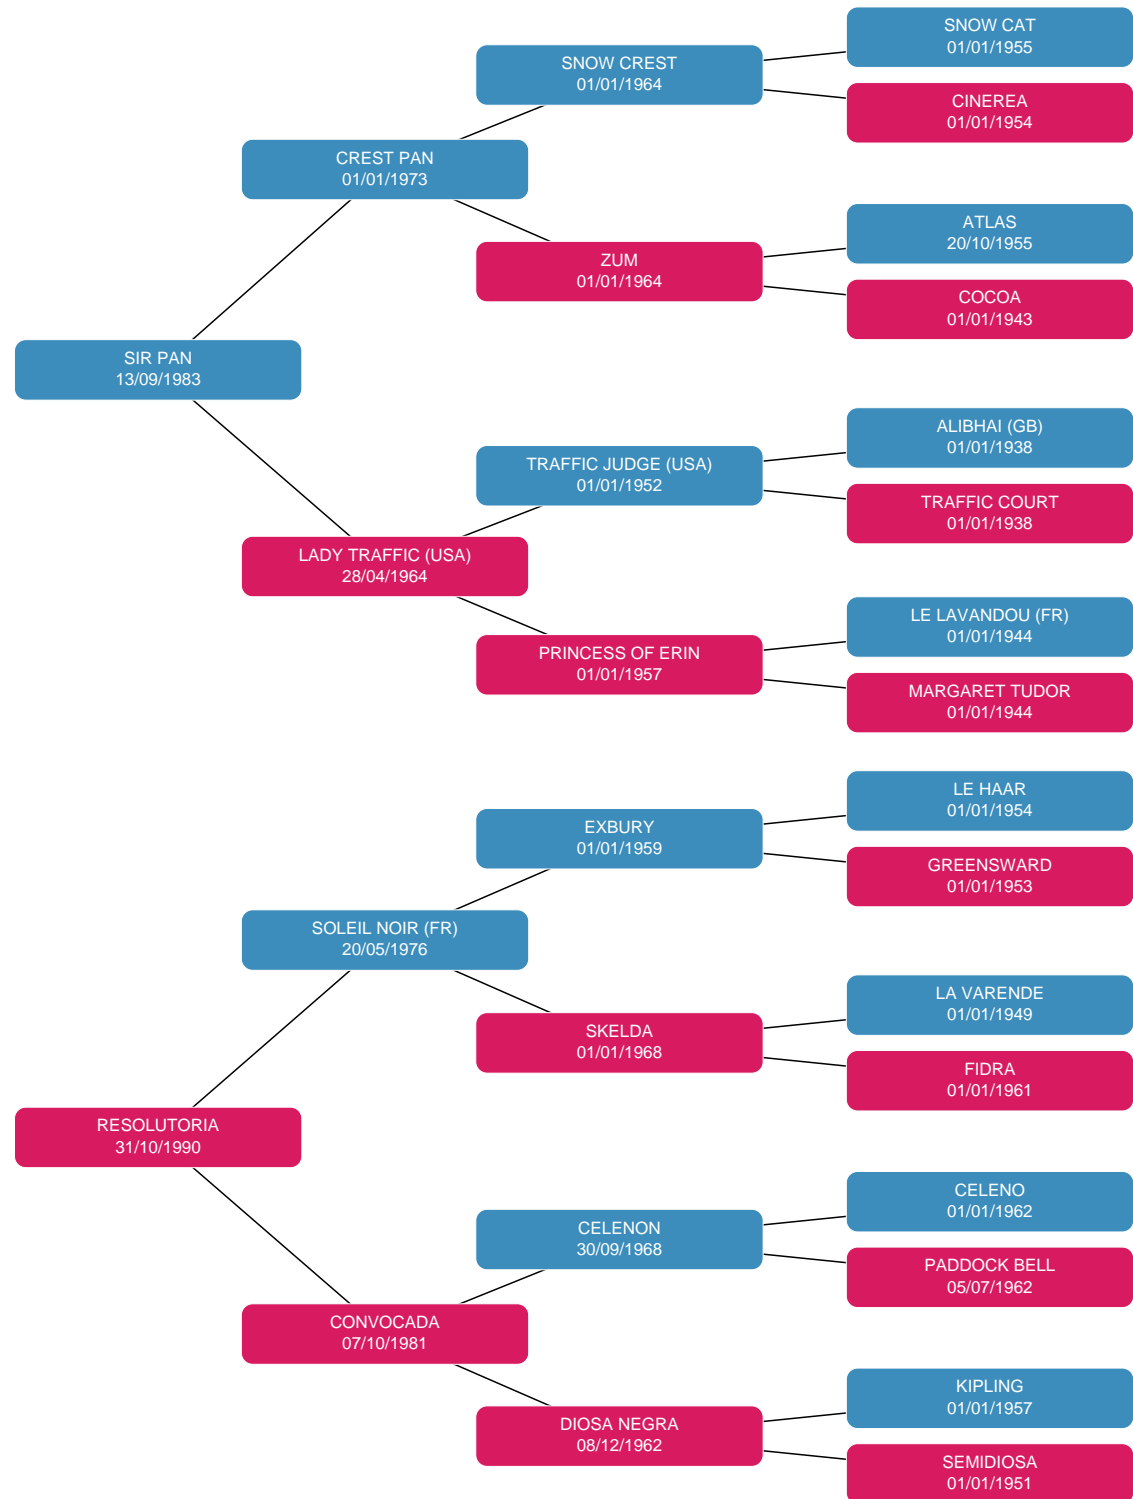 SNOW CAT
01/01/1955
SNOW CREST
01/01/1964
CINEREA
01/01/1954
CREST PAN
01/01/1973
ATLAS
20/10/1955
ZUM
01/01/1964
COCOA
01/01/1943
SIR PAN
13/09/1983
ALIBHAI (GB)
01/01/1938
TRAFFIC JUDGE (USA)
01/01/1952
TRAFFIC COURT
01/01/1938
LADY TRAFFIC (USA)
28/04/1964
LE LAVANDOU (FR)
01/01/1944
PRINCESS OF ERIN
01/01/1957
MARGARET TUDOR
01/01/1944
LE HAAR
01/01/1954
EXBURY
01/01/1959
GREENSWARD
01/01/1953
SOLEIL NOIR (FR)
20/05/1976
LA VARENDE
01/01/1949
SKELDA
01/01/1968
FIDRA
01/01/1961
RESOLUTORIA
31/10/1990
CELENO
01/01/1962
CELENON
30/09/1968
PADDOCK BELL
05/07/1962
CONVOCADA
07/10/1981
KIPLING
01/01/1957
DIOSA NEGRA
08/12/1962
SEMIDIOSA
01/01/1951